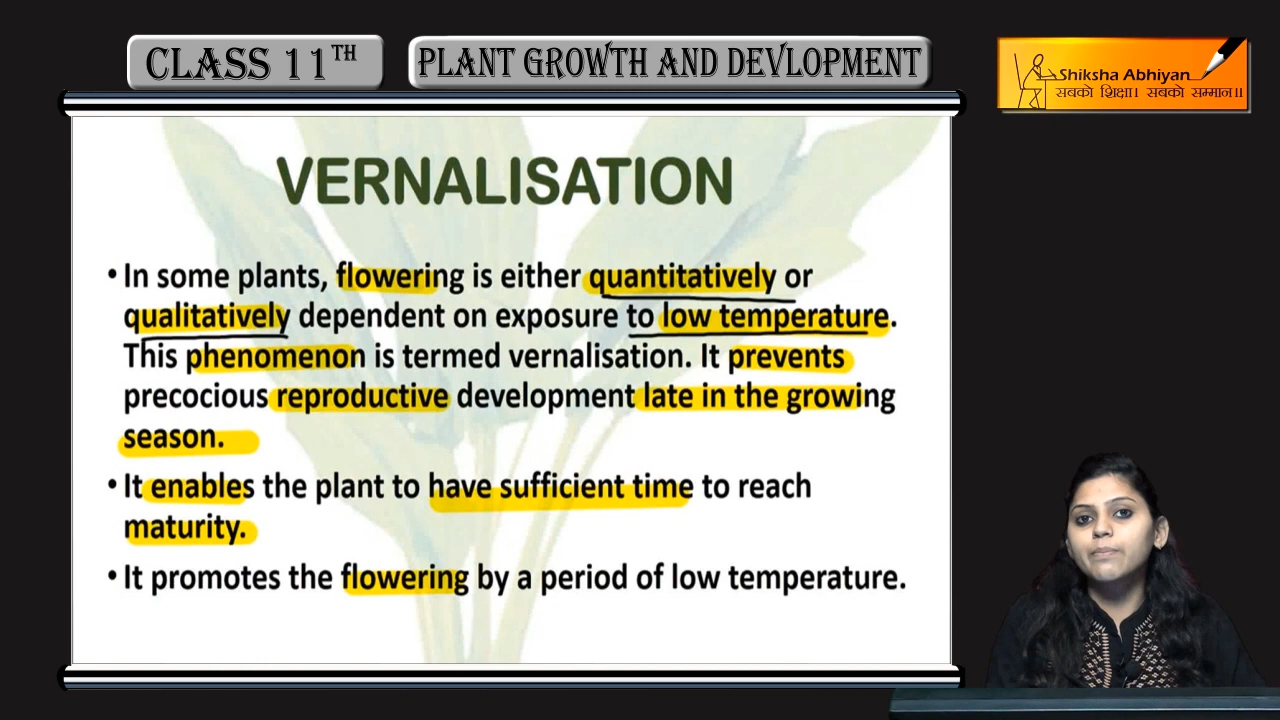 CLASS 11TH
PLANT GROWTH AND DEVLOPMENT
Shiksha Abhiyan
सबको शिक्षा। सबको सम्मान॥
VERNALISATION
• In some plants, flowering is either quantitatively or
qualitatively dependent on exposure to low temperature.
This phenomenon is termed vernalisation. It prevents
precocious reproductive development late in the growing
season.
• It enables the plant to have sufficient time to reach
maturity.
• It promotes the flowering by a period of low temperature.